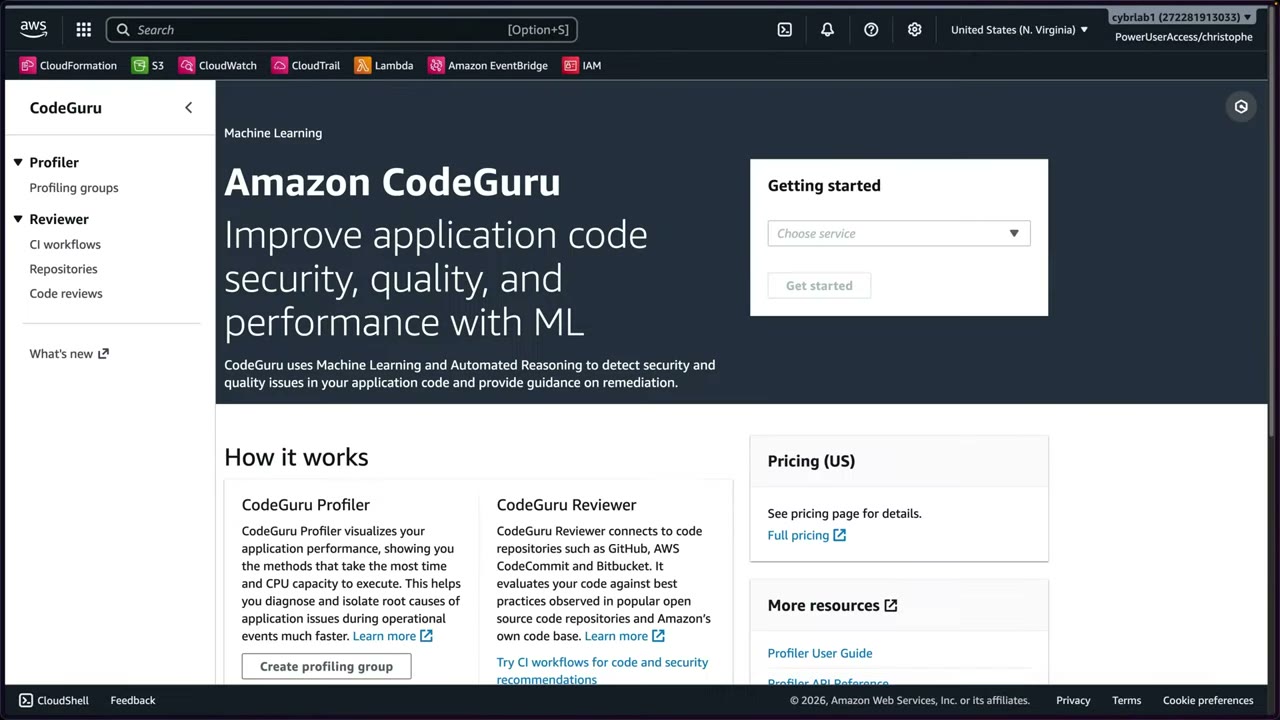 aws
Search
[Option+S]
United States (N. Virginia)
cybrlab1 (272281913033)
PowerUserAccess/christophe
CloudFormation
S3
CloudWatch
CloudTrail
Lambda
Amazon EventBridge
IAM
CodeGuru
Profiler
Profiling groups
Reviewer
CI workflows
Repositories
Code reviews
What's new
Machine Learning
Amazon CodeGuru
Improve application code
security, quality, and
performance with ML
CodeGuru uses Machine Learning and Automated Reasoning to detect security and
quality issues in your application code and provide guidance on remediation.
Getting started
Choose service
Get started
How it works
CodeGuru Profiler
CodeGuru Profiler visualizes your
application performance, showing you
the methods that take the most time
and CPU capacity to execute. This helps
you diagnose and isolate root causes of
application issues during operational
events much faster. Learn more
Create profiling group
CodeGuru Reviewer
CodeGuru Reviewer connects to code
repositories such as GitHub, AWS
CodeCommit and Bitbucket. It
evaluates your code against best
practices observed in popular open
source code repositories and Amazon's
own code base. Learn more
Try CI workflows for code and security
recommendations
Pricing (US)
See pricing page for details.
Full pricing
More resources
Profiler User Guide
Profiler API Reference
CloudShell
Feedback
© 2026, Amazon Web Services, Inc. or its affiliates.
Privacy
Terms
Cookie preferences